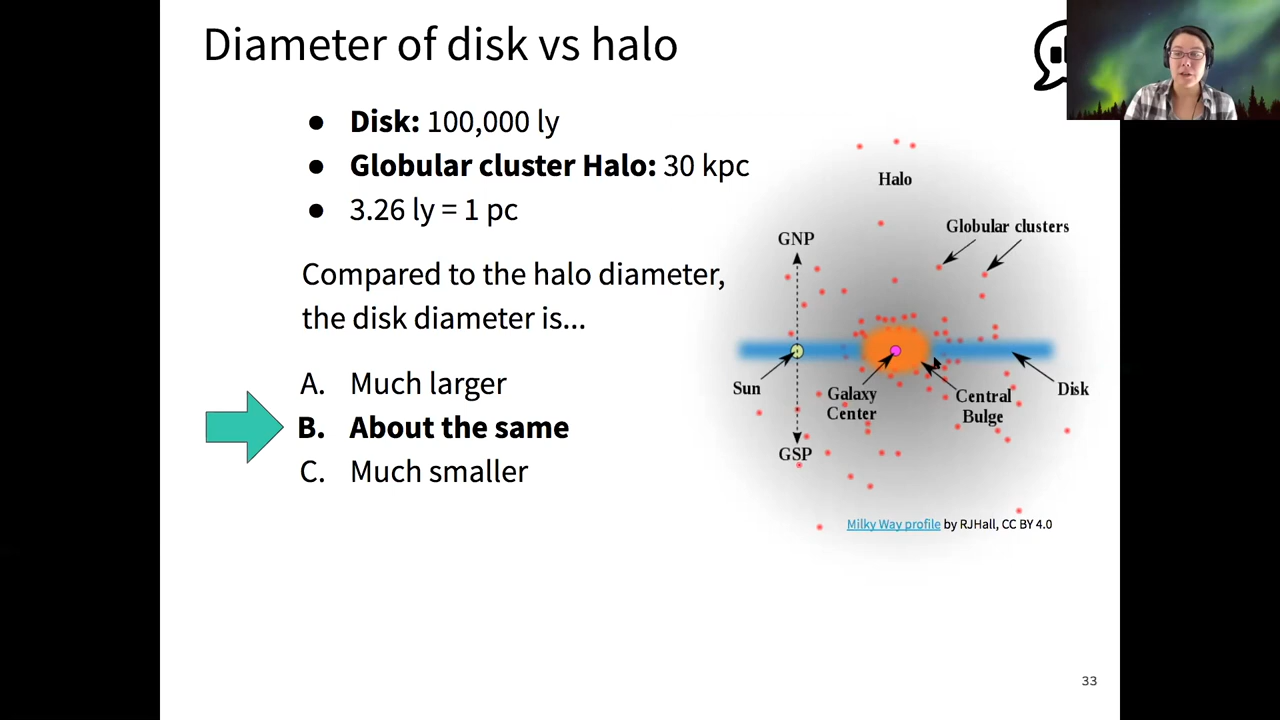 Diameter of disk vs halo
● Disk: 100,000 ly
● Globular cluster Halo: 30 kpc
● 3.26 ly = 1 pc
Compared to the halo diameter,
the disk diameter is...
A. Much larger
B. About the same
C. Much smaller
Halo
Globular clusters
GNP
Sun
Galaxy
Center
Central
Bulge
Disk
GSP
Milky Way profile by RJHall, CC BY 4.0
33